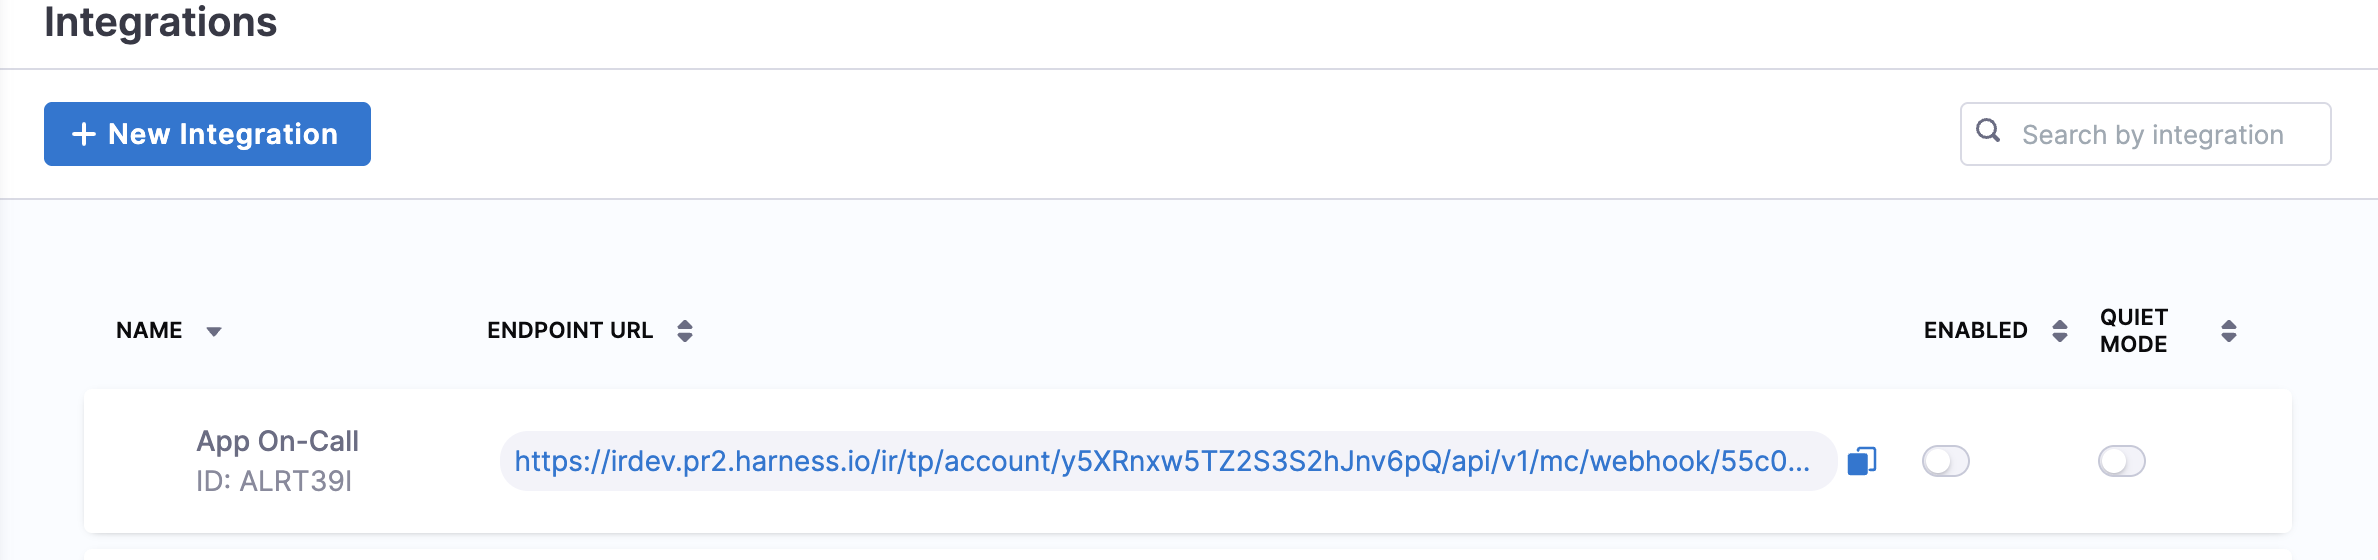 Integrations
+ New Integration
Search by integration
NAME
ENDPOINT URL
ENABLED
QUIET
MODE
App On-Call
ID: ALRT39I
https://irdev.pr2.harness.io/ir/tp/account/y5XRnxw5TZ2S3S2hJnv6pQ/api/v1/mc/webhook/55c0...